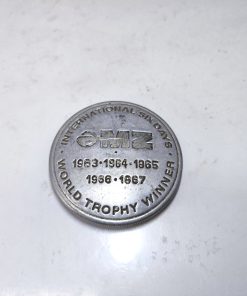 INTERNATIONAL SIX DAYS
MZ
1963·1964·1965
1966·1967
WORLD TROPHY WINNER